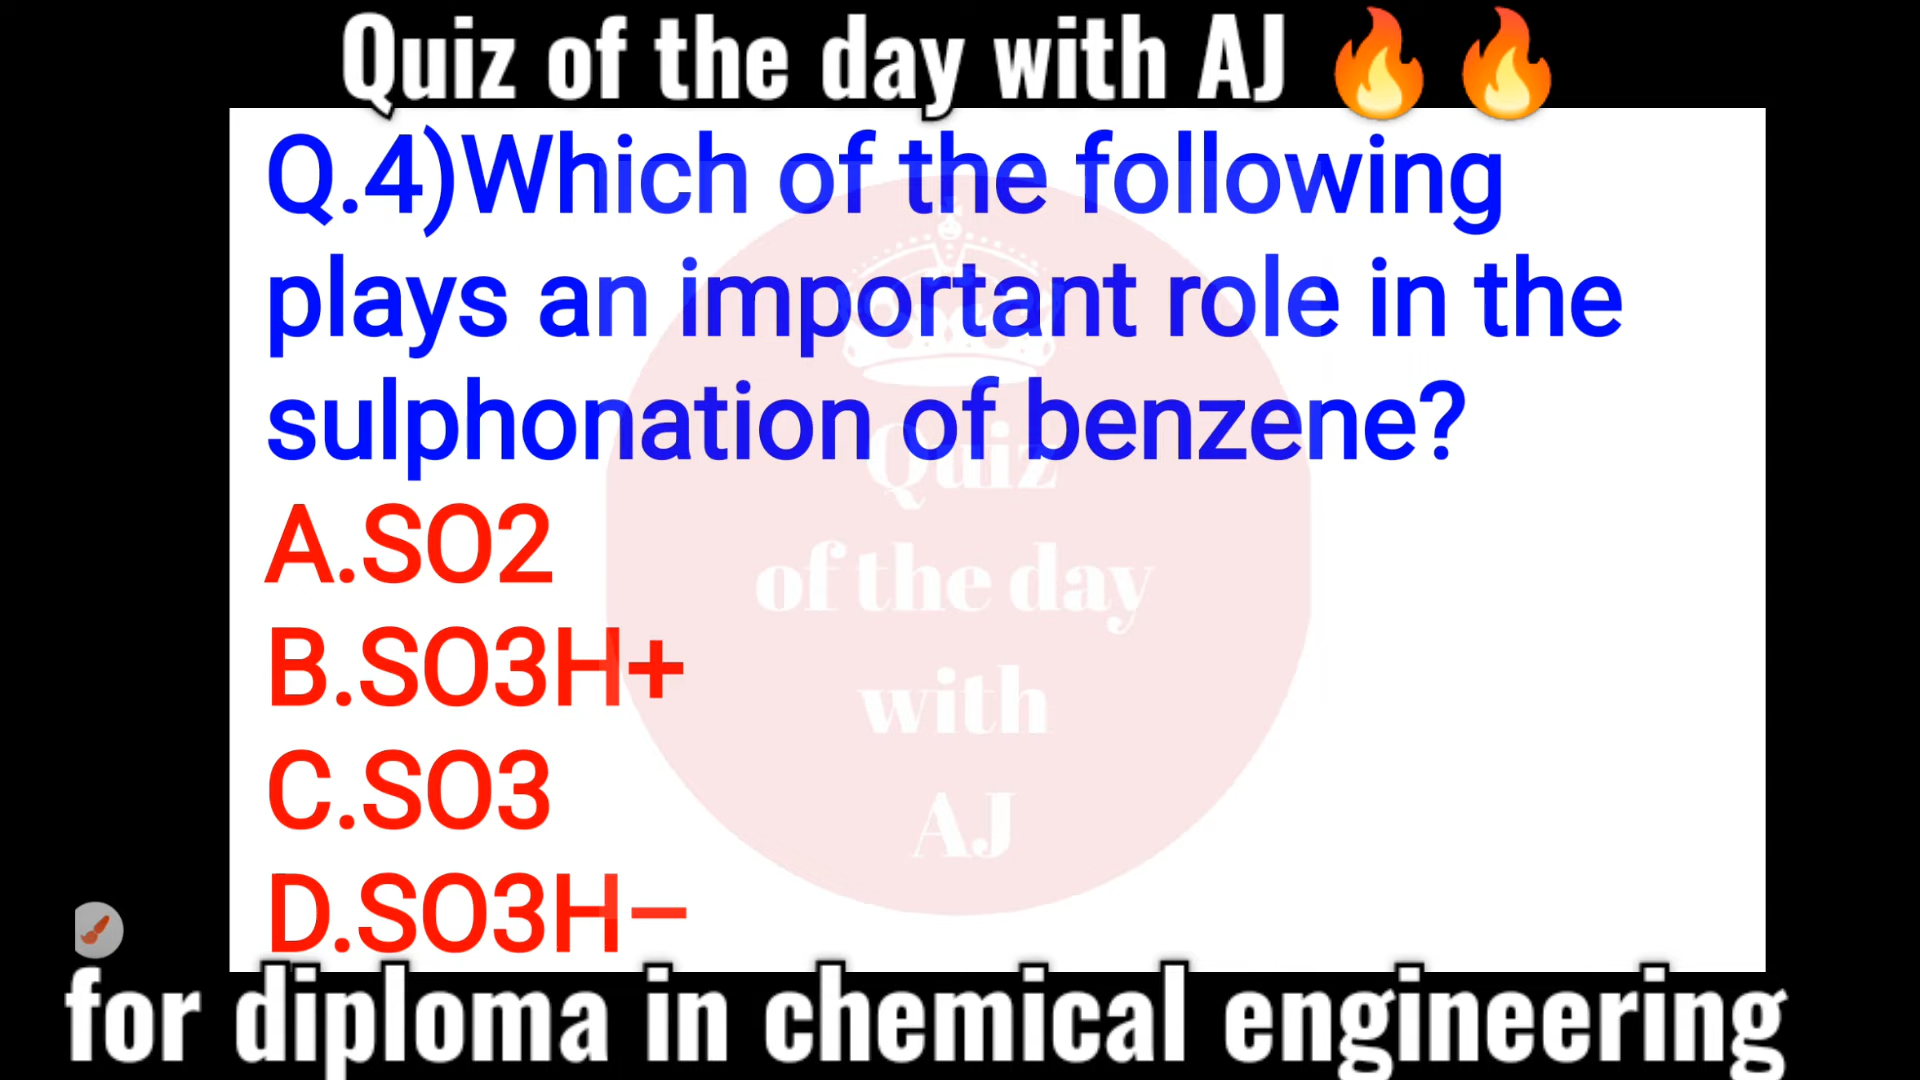 Quiz of the day with AJ 🔥 🔥
Q.4)Which of the following
plays an important role in the
sulphonation of benzene?
A.SO2
B.SO3H+
C.SO3
D.SO3H–
Quiz
of the day
with
AJ
for diploma in chemical engineering